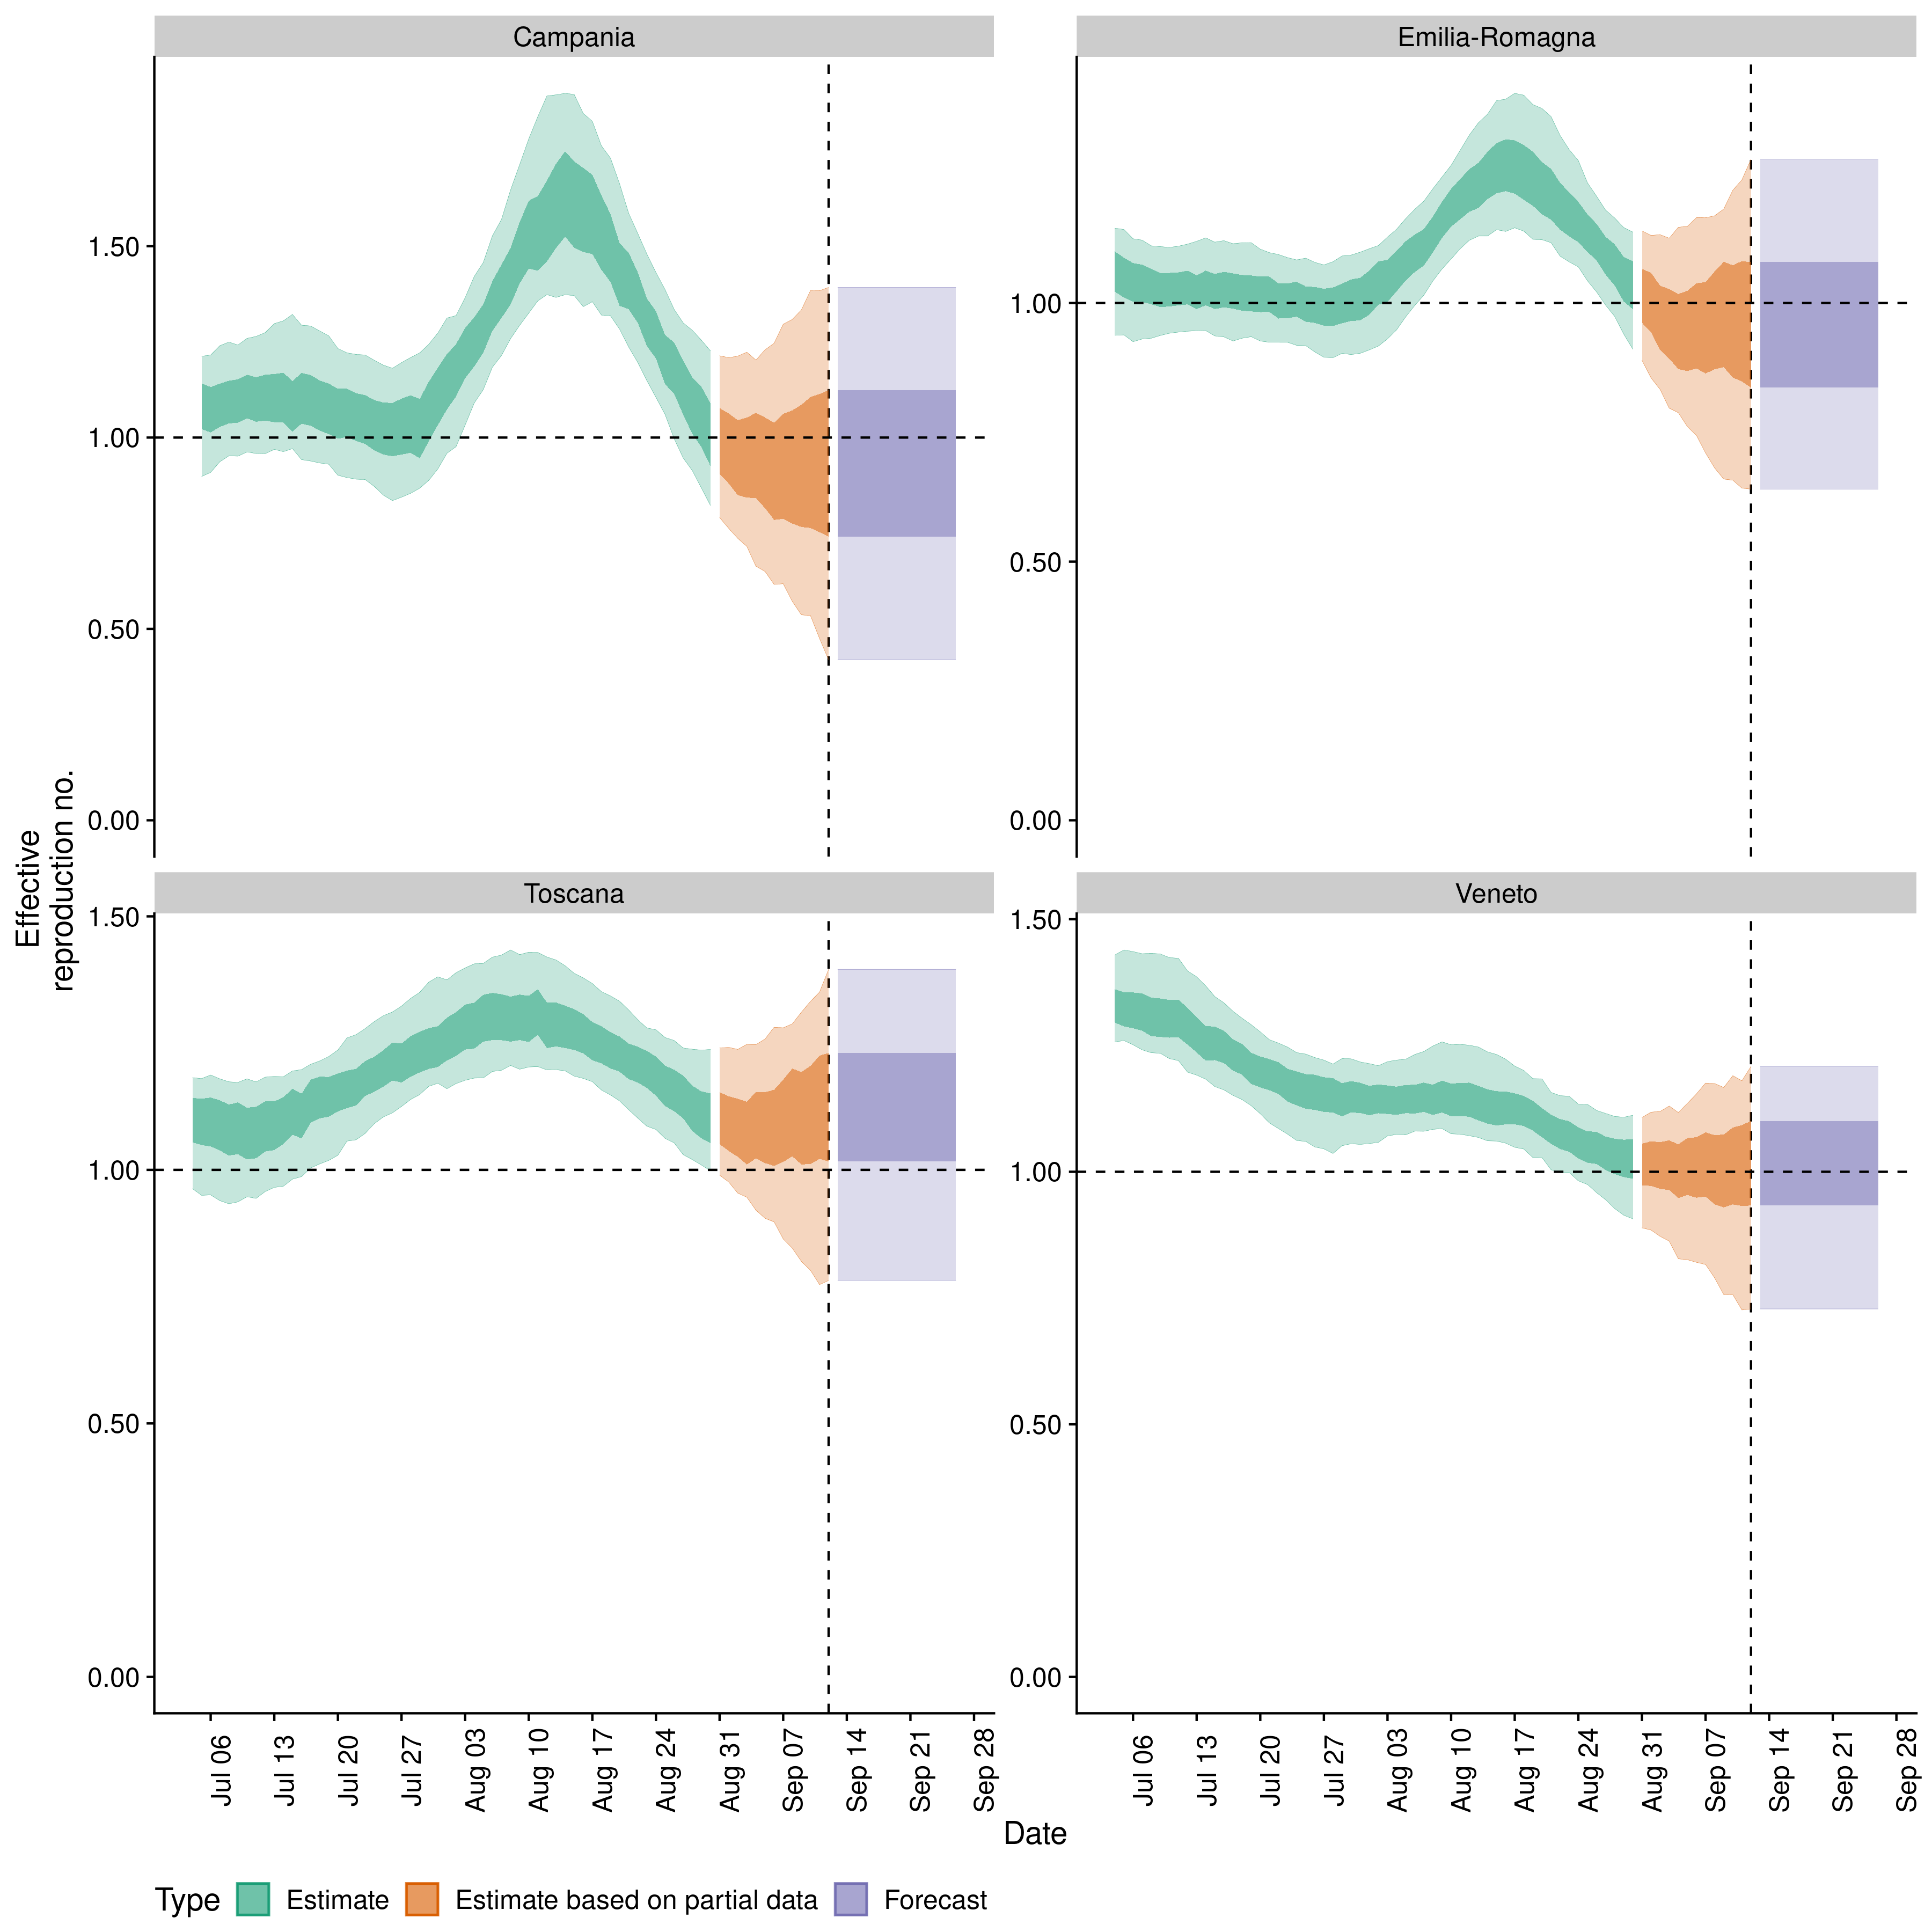 Campania
Emilia-Romagna
1.50
1.00
0.50
0.00
1.00
0.50
0.00
Effective
reproduction no.
Toscana
Veneto
1.50
1.00
0.50
0.00
1.50
1.00
0.50
0.00
Jul 06
Jul 13
Jul 20
Jul 27
Aug 03
Aug 10
Aug 17
Aug 24
Aug 31
Sep 07
Sep 14
Sep 21
Sep 28
Jul 06
Jul 13
Jul 20
Jul 27
Aug 03
Aug 10
Aug 17
Aug 24
Aug 31
Sep 07
Sep 14
Sep 21
Sep 28
Date
Type Estimate Estimate based on partial data Forecast